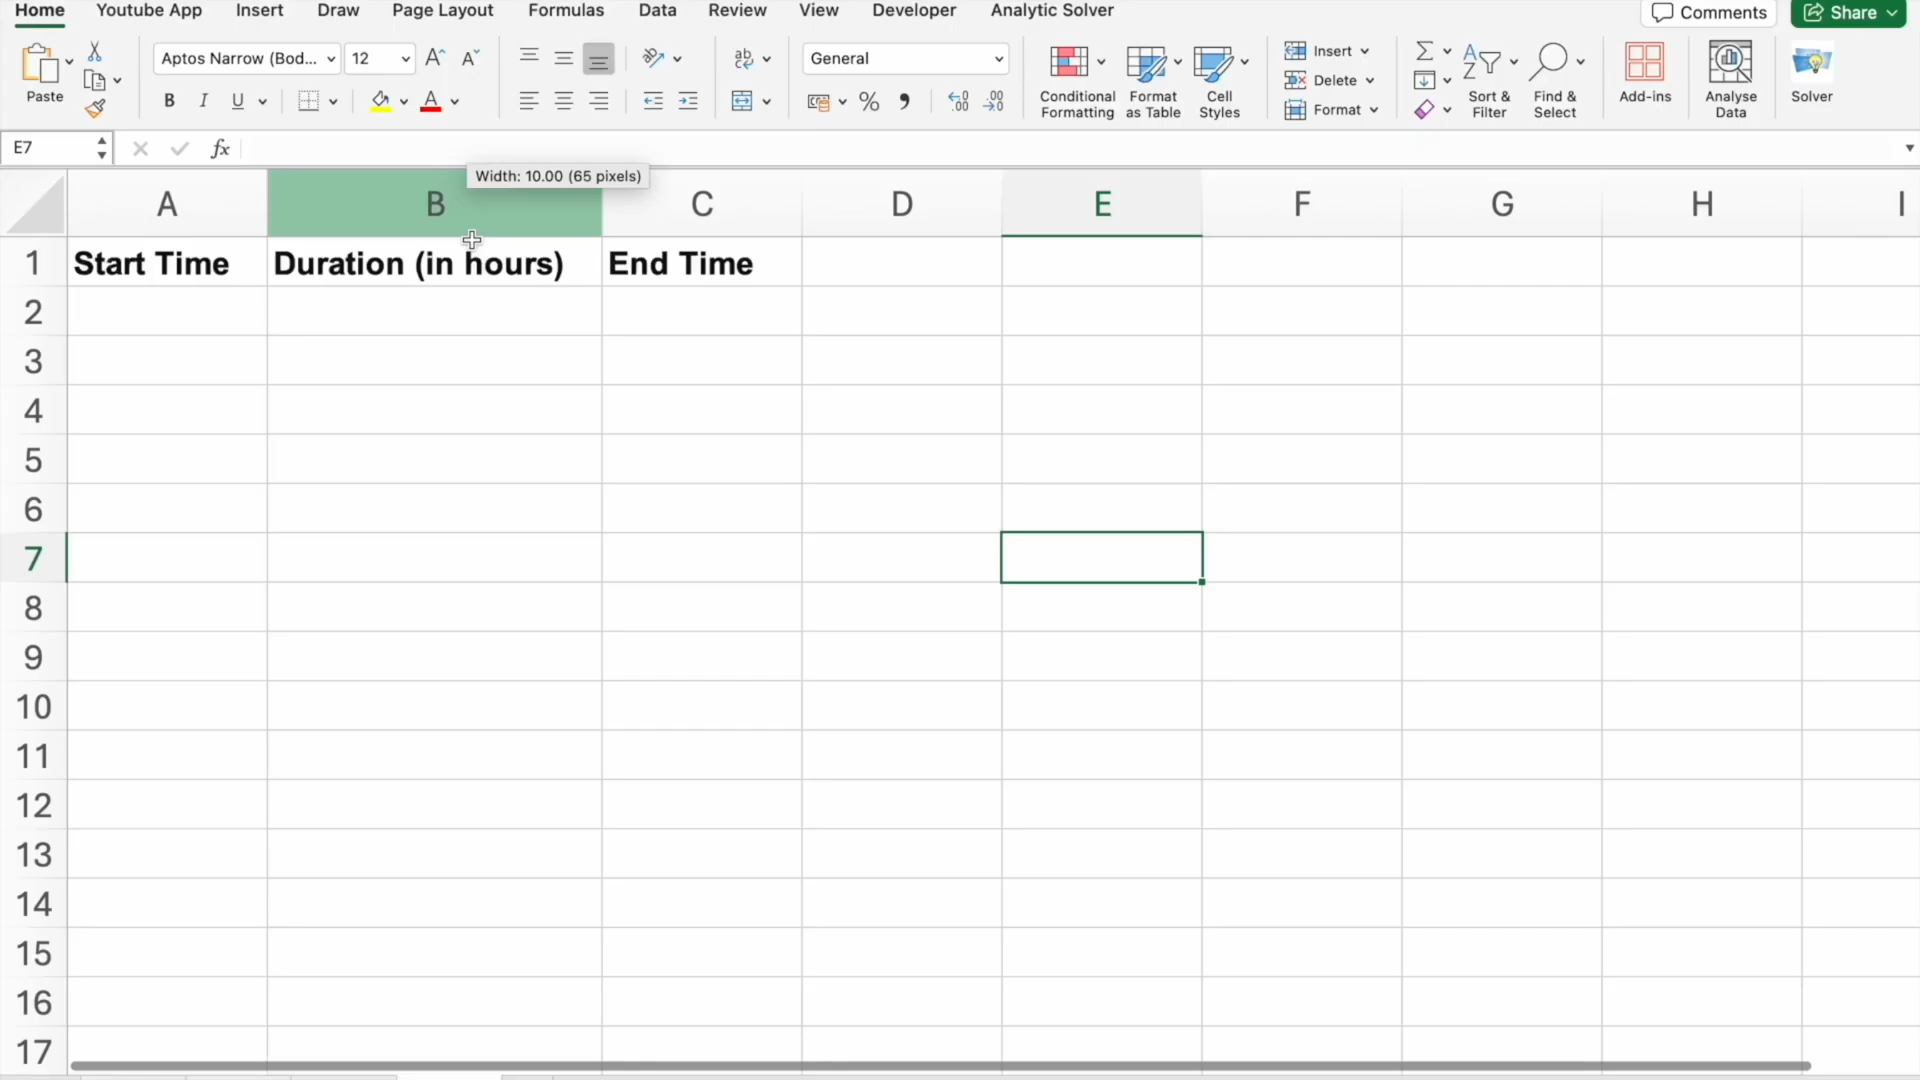 Home Youtube App Insert Draw Page Layout Formulas Data Review View Developer Analytic Solver Comments Share
Aptos Narrow (Bod... 12 General Insert
Paste Delete
B I U Conditional Formatting Format as Table Cell Styles Format Sort & Filter Find & Select Add-ins Analyse Data Solver
E7 fx
Width: 10.00 (65 pixels)
A B C D E F G H I
1 Start Time Duration (in hours) End Time
2
3
4
5
6
7
8
9
10
11
12
13
14
15
16
17